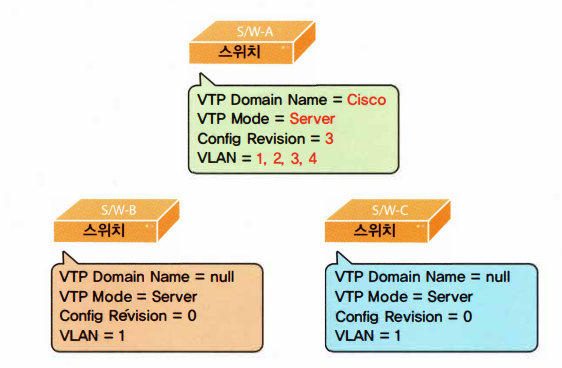 S/W-A
스위치
VTP Domain Name = Cisco
VTP Mode = Server
Config Revision = 3
VLAN = 1, 2, 3, 4
S/W-B
스위치
VTP Domain Name = null
VTP Mode = Server
Config Revision = 0
VLAN = 1
S/W-C
스위치
VTP Domain Name = null
VTP Mode = Server
Config Revision = 0
VLAN = 1